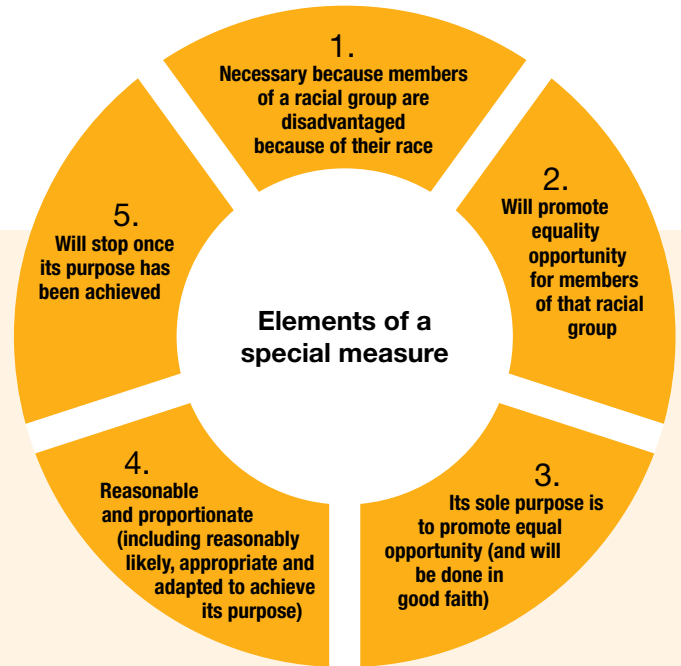 1.
Necessary because members
of a racial group are
disadvantaged
because of their race
2.
Will promote
equality
opportunity
for members
of that racial
group
3.
Its sole purpose is
to promote equal
opportunity (and will
be done in
good faith)
4.
Reasonable
and proportionate
(including reasonably
likely, appropriate and
adapted to achieve
its purpose)
5.
Will stop once
its purpose has
been achieved
Elements of a
special measure